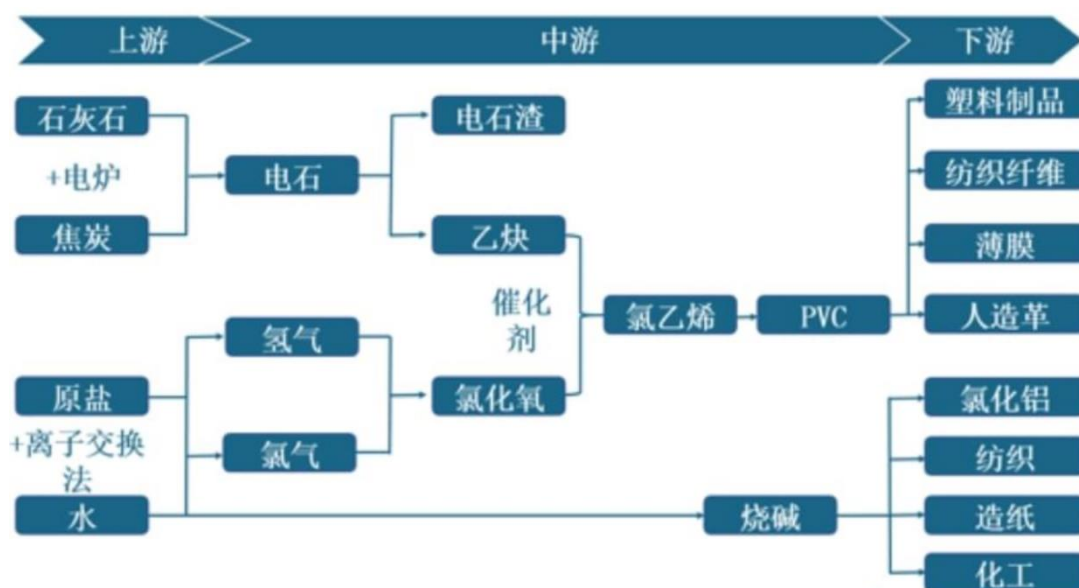 上游
中游
下游
石灰石
+电炉
焦炭
电石
电石渣
乙炔
催化
剂
氢气
氯气
氯化氧
原盐
+离子交换
法
水
氯乙烯
PVC
烧碱
塑料制品
纺织纤维
薄膜
人造革
氯化铝
纺织
造纸
化工